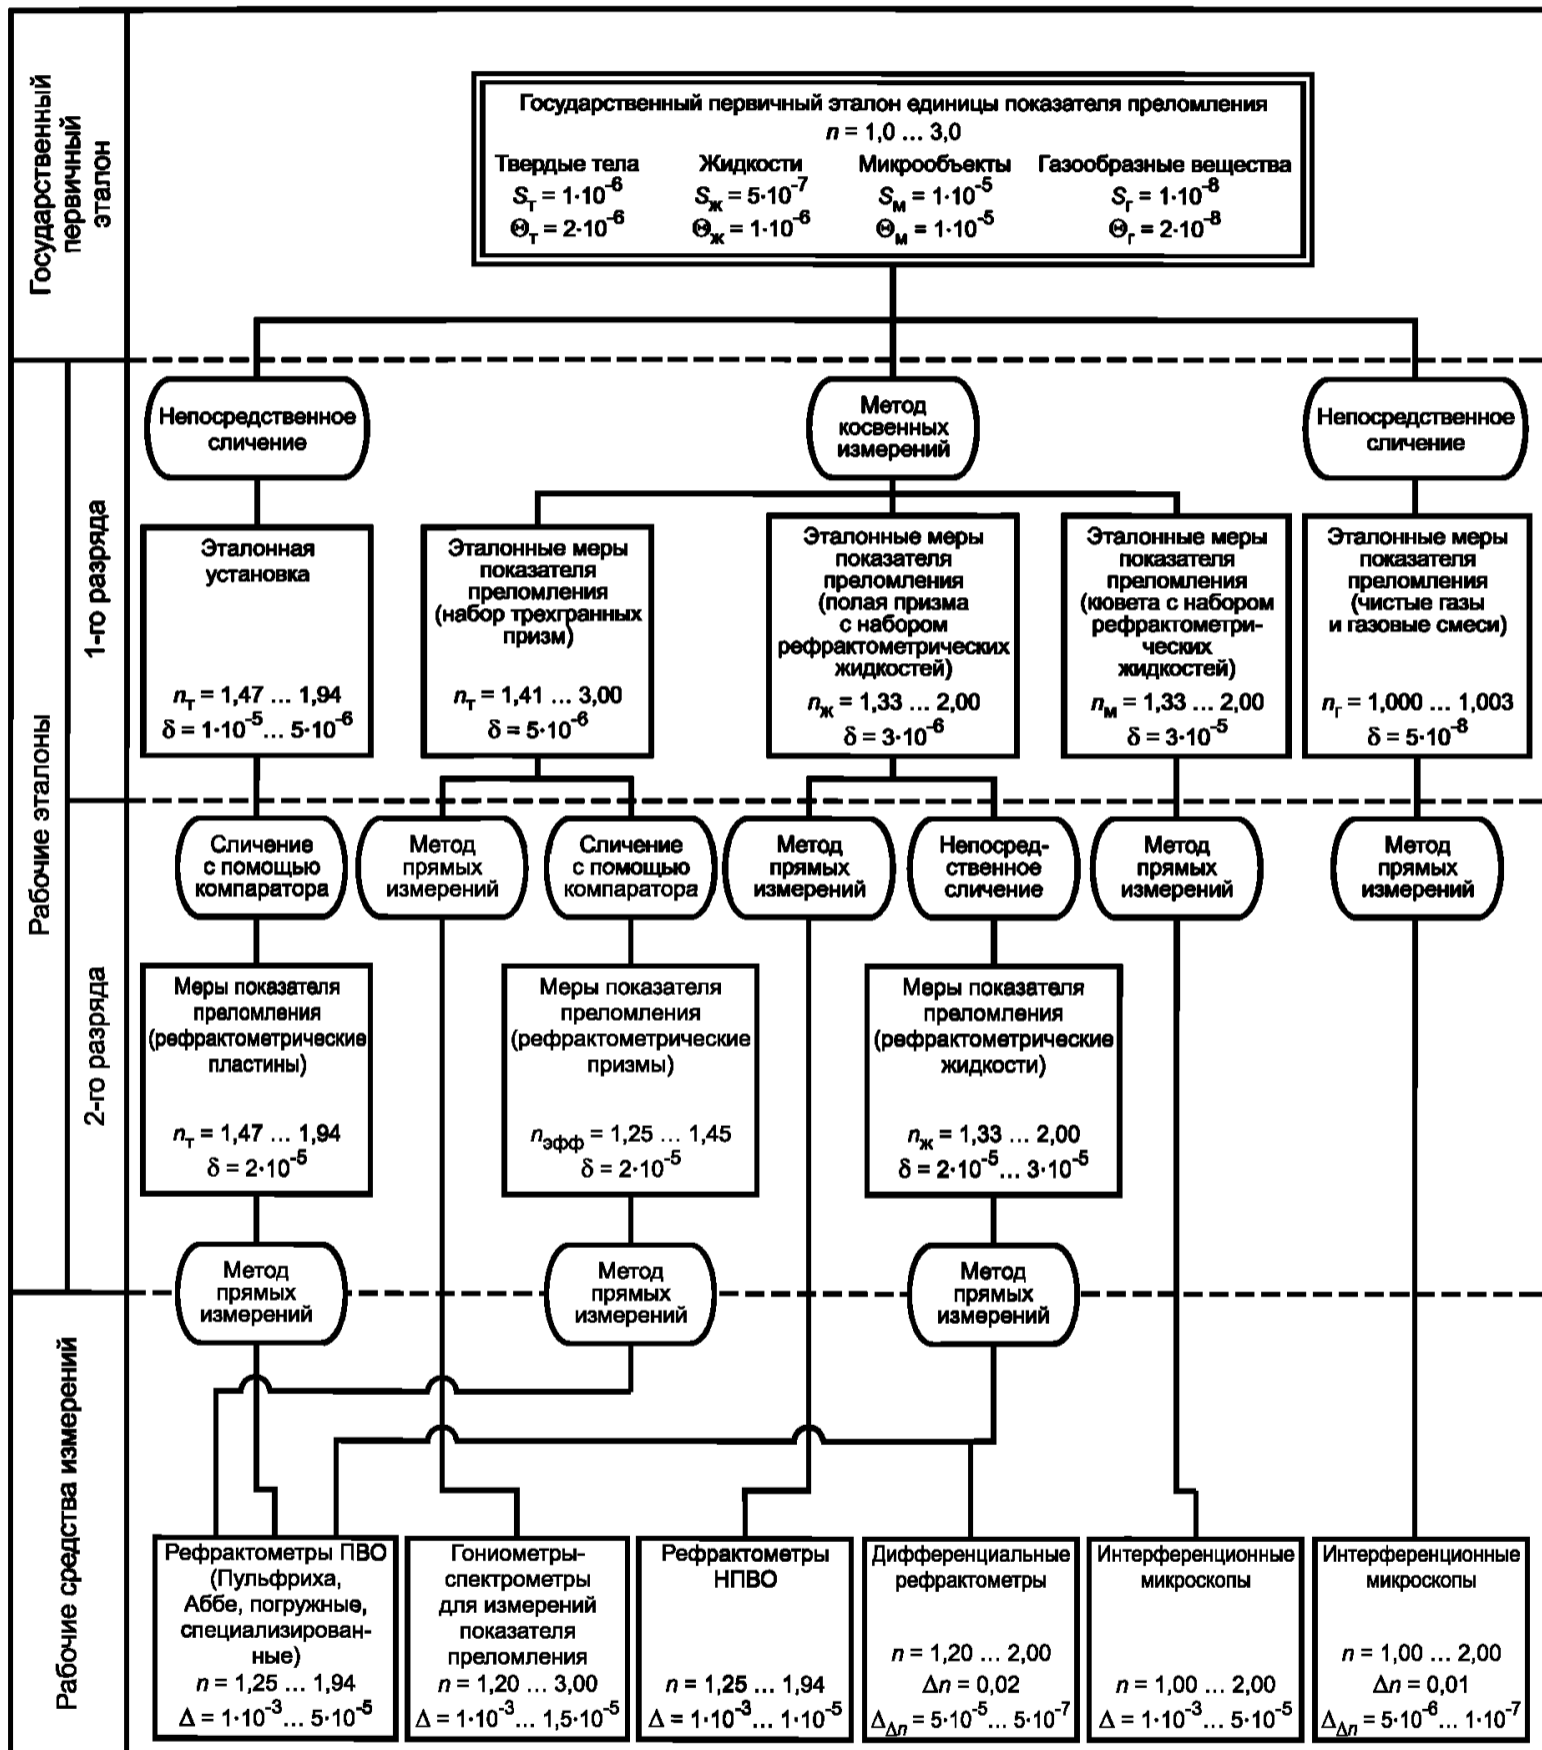 Государственный
первичный
эталон
Государственный первичный эталон единицы показателя преломления
n = 1,0 ... 3,0
Твердые тела
Sт = 1·10⁻⁶
Θт = 2·10⁻⁶
Жидкости
Sж = 5·10⁻⁷
Θж = 1·10⁻⁶
Микрообъекты
Sм = 1·10⁻⁵
Θм = 1·10⁻⁵
Газообразные вещества
Sг = 1·10⁻⁸
Θг = 2·10⁻⁸
Рабочие эталоны
1-го разряда
Непосредственное
сличение
Метод
косвенных
измерений
Непосредственное
сличение
Эталонная
установка
nт = 1,47 ... 1,94
δ = 1·10⁻⁵... 5·10⁻⁶
Эталонные меры
показателя
преломления
(набор трехгранных
призм)
nт = 1,41 ... 3,00
δ = 5·10⁻⁶
Эталонные меры
показателя
преломления
(полая призма
с набором
рефрактометрических
жидкостей)
nж = 1,33 ... 2,00
δ = 3·10⁻⁶
Эталонные меры
показателя
преломления
(кювета с набором
рефрактометри-
ческих
жидкостей)
nм = 1,33 ... 2,00
δ = 3·10⁻⁵
Эталонные меры
показателя
преломления
(чистые газы
и газовые смеси)
nг = 1,000 ... 1,003
δ = 5·10⁻⁸
2-го разряда
Сличение
с помощью
компаратора
Метод
прямых
измерений
Сличение
с помощью
компаратора
Метод
прямых
измерений
Непосред-
ственное
сличение
Метод
прямых
измерений
Метод
прямых
измерений
Меры показателя
преломления
(рефрактометрические
пластины)
nт = 1,47 ... 1,94
δ = 2·10⁻⁵
Меры показателя
преломления
(рефрактометрические
призмы)
nэфф = 1,25 ... 1,45
δ = 2·10⁻⁵
Меры показателя
преломления
(рефрактометрические
жидкости)
nж = 1,33 ... 2,00
δ = 2·10⁻⁵... 3·10⁻⁵
Метод
прямых
измерений
Метод
прямых
измерений
Метод
прямых
измерений
Рабочие средства измерений
Рефрактометры ПВО
(Пульфриха,
Аббе, погружные,
специализирован-
ные)
n = 1,25 ... 1,94
Δ = 1·10⁻³... 5·10⁻⁵
Гониометры-
спектрометры
для измерений
показателя
преломления
n = 1,20 ... 3,00
Δ = 1·10⁻³... 1,5·10⁻⁵
Рефрактометры
НПВО
n = 1,25 ... 1,94
Δ = 1·10⁻³... 1·10⁻⁵
Дифференциальные
рефрактометры
n = 1,20 ... 2,00
Δn = 0,02
ΔΔn = 5·10⁻⁵... 5·10⁻⁷
Интерференционные
микроскопы
n = 1,00 ... 2,00
Δ = 1·10⁻³... 5·10⁻⁵
Интерференционные
микроскопы
n = 1,00 ... 2,00
Δn = 0,01
ΔΔn = 5·10⁻⁶... 1·10⁻⁷